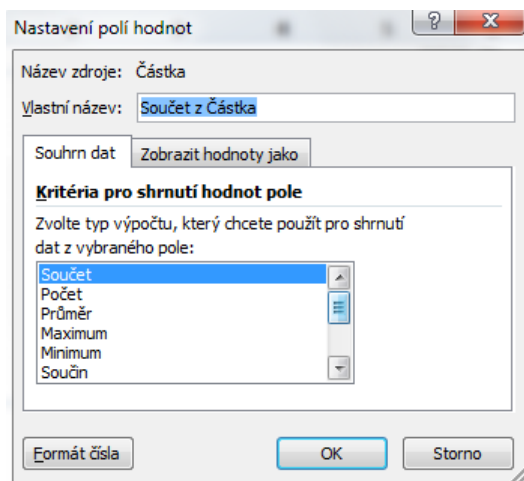 Nastavení polí hodnot
Název zdroje: Částka
Vlastní název: Součet z Částka
Souhrn dat Zobrazit hodnoty jako
Kritéria pro shrnutí hodnot pole
Zvolte typ výpočtu, který chcete použít pro shrnutí
dat z vybraného pole:
Součet
Počet
Průměr
Maximum
Minimum
Součin
Formát čísla OK Storno